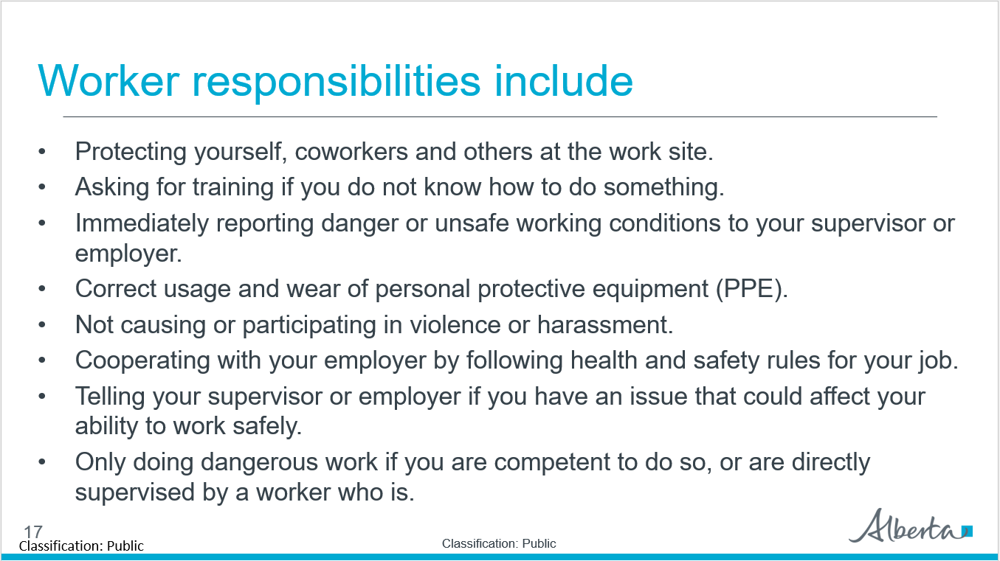 Worker responsibilities include
• Protecting yourself, coworkers and others at the work site.
• Asking for training if you do not know how to do something.
• Immediately reporting danger or unsafe working conditions to your supervisor or
employer.
• Correct usage and wear of personal protective equipment (PPE).
• Not causing or participating in violence or harassment.
• Cooperating with your employer by following health and safety rules for your job.
• Telling your supervisor or employer if you have an issue that could affect your
ability to work safely.
• Only doing dangerous work if you are competent to do so, or are directly
supervised by a worker who is.
17
Classification: Public
Classification: Public
Alberta